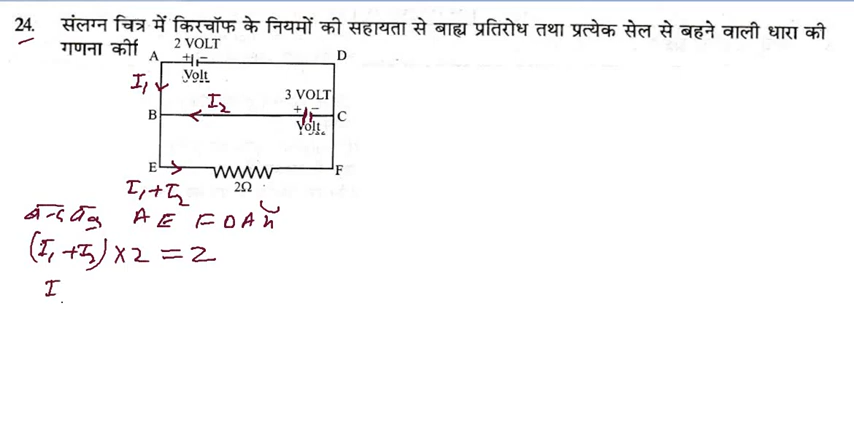 24. संलग्न चित्र में किरचॉफ के नियमों की सहायता से बाह्य प्रतिरोध तथा प्रत्येक सेल से बहने वाली धारा की
गणना कीf
2 VOLT
A + - D
Volt
I₁
3 VOLT
B I₂ + - C
Volt
E F
2Ω
I₁+I₂
बन्द पाश A E F D A में
(I₁ +I₂) × 2 = 2
I